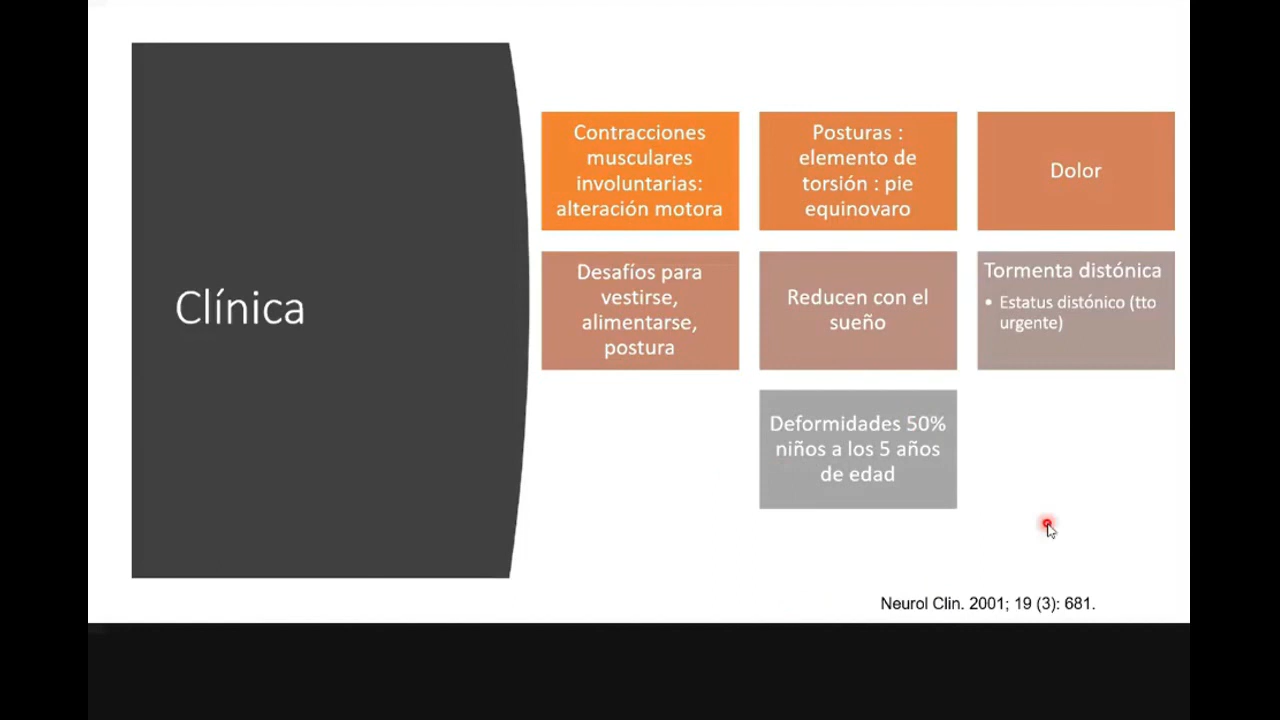 Clínica
Contracciones
musculares
involuntarias:
alteración motora
Posturas :
elemento de
torsión : pie
equinovaro
Dolor
Desafíos para
vestirse,
alimentarse,
postura
Reducen con el
sueño
Tormenta distónica
• Estatus distónico (tto
urgente)
Deformidades 50%
niños a los 5 años
de edad
Neurol Clin. 2001; 19 (3): 681.